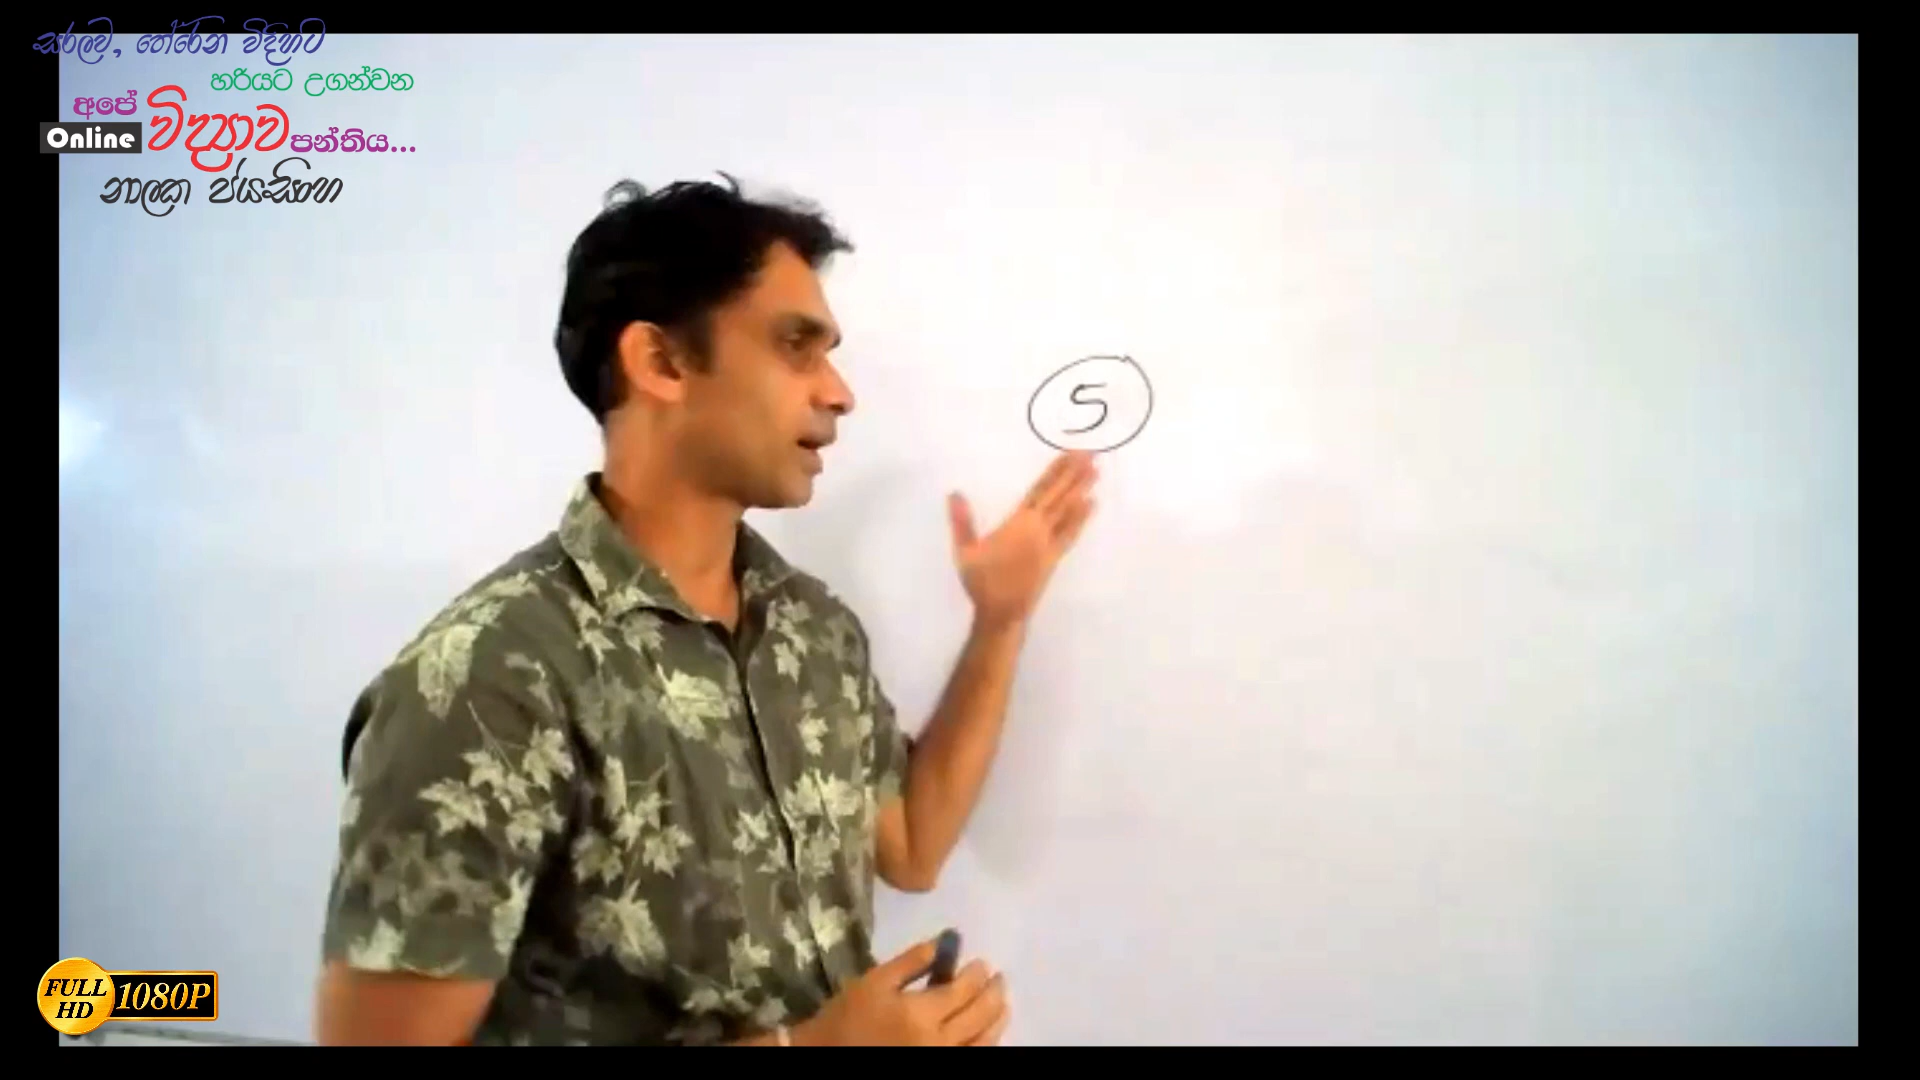 සරලව, තේරෙන විදිහට
හරියට උගන්වන
අපේ
Online විද්‍යාව පන්තිය...
නාලක ජයසිංහ
S
FULL HD 1080P